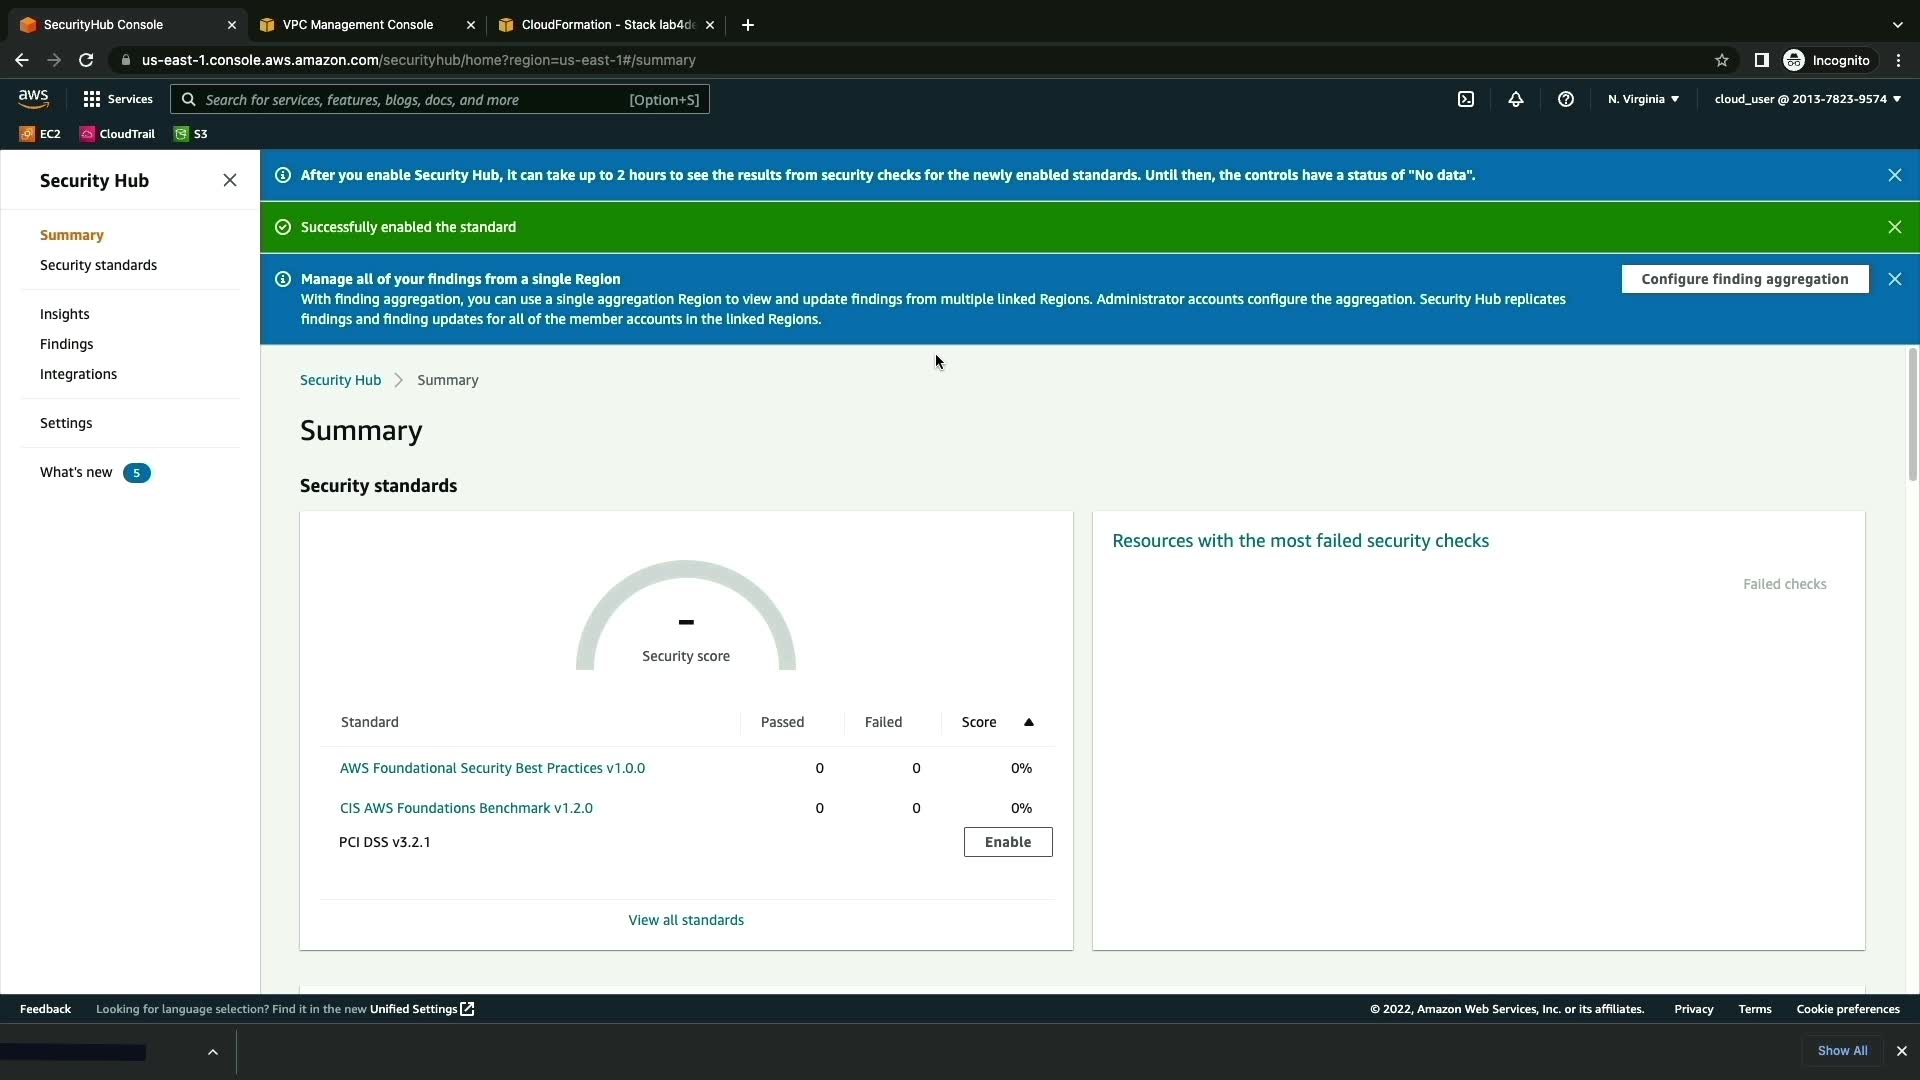 SecurityHub Console
VPC Management Console
CloudFormation - Stack lab4de
us-east-1.console.aws.amazon.com/securityhub/home?region=us-east-1#/summary
Incognito
aws
Services
Search for services, features, blogs, docs, and more
[Option+S]
N. Virginia
cloud_user @ 2013-7823-9574
EC2
CloudTrail
S3
Security Hub
Summary
Security standards
Insights
Findings
Integrations
Settings
What's new 5
After you enable Security Hub, it can take up to 2 hours to see the results from security checks for the newly enabled standards. Until then, the controls have a status of "No data".
Successfully enabled the standard
Manage all of your findings from a single Region
With finding aggregation, you can use a single aggregation Region to view and update findings from multiple linked Regions. Administrator accounts configure the aggregation. Security Hub replicates
findings and finding updates for all of the member accounts in the linked Regions.
Configure finding aggregation
Security Hub
Summary
Summary
Security standards
–
Security score
Standard Passed Failed Score
AWS Foundational Security Best Practices v1.0.0 0 0 0%
CIS AWS Foundations Benchmark v1.2.0 0 0 0%
PCI DSS v3.2.1 Enable
View all standards
Resources with the most failed security checks
Failed checks
Feedback
Looking for language selection? Find it in the new Unified Settings
© 2022, Amazon Web Services, Inc. or its affiliates.
Privacy
Terms
Cookie preferences
Show All